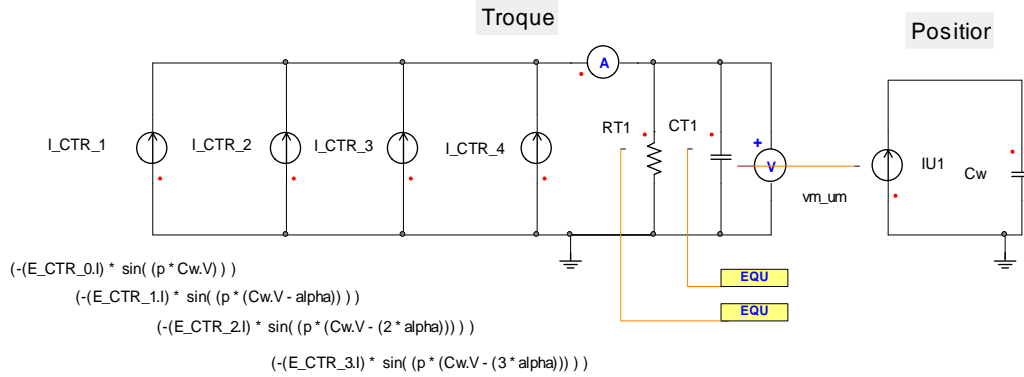 Troque
Positior
A
I_CTR_1
I_CTR_2
I_CTR_3
I_CTR_4
RT1
CT1
+
V
vm_um
IU1
Cw
EQU
EQU
(-(E_CTR_0.I) * sin( (p * Cw.V) ) )
(-(E_CTR_1.I) * sin( (p * (Cw.V - alpha)) ) )
(-(E_CTR_2.I) * sin( (p * (Cw.V - (2 * alpha))) ) )
(-(E_CTR_3.I) * sin( (p * (Cw.V - (3 * alpha))) ) )